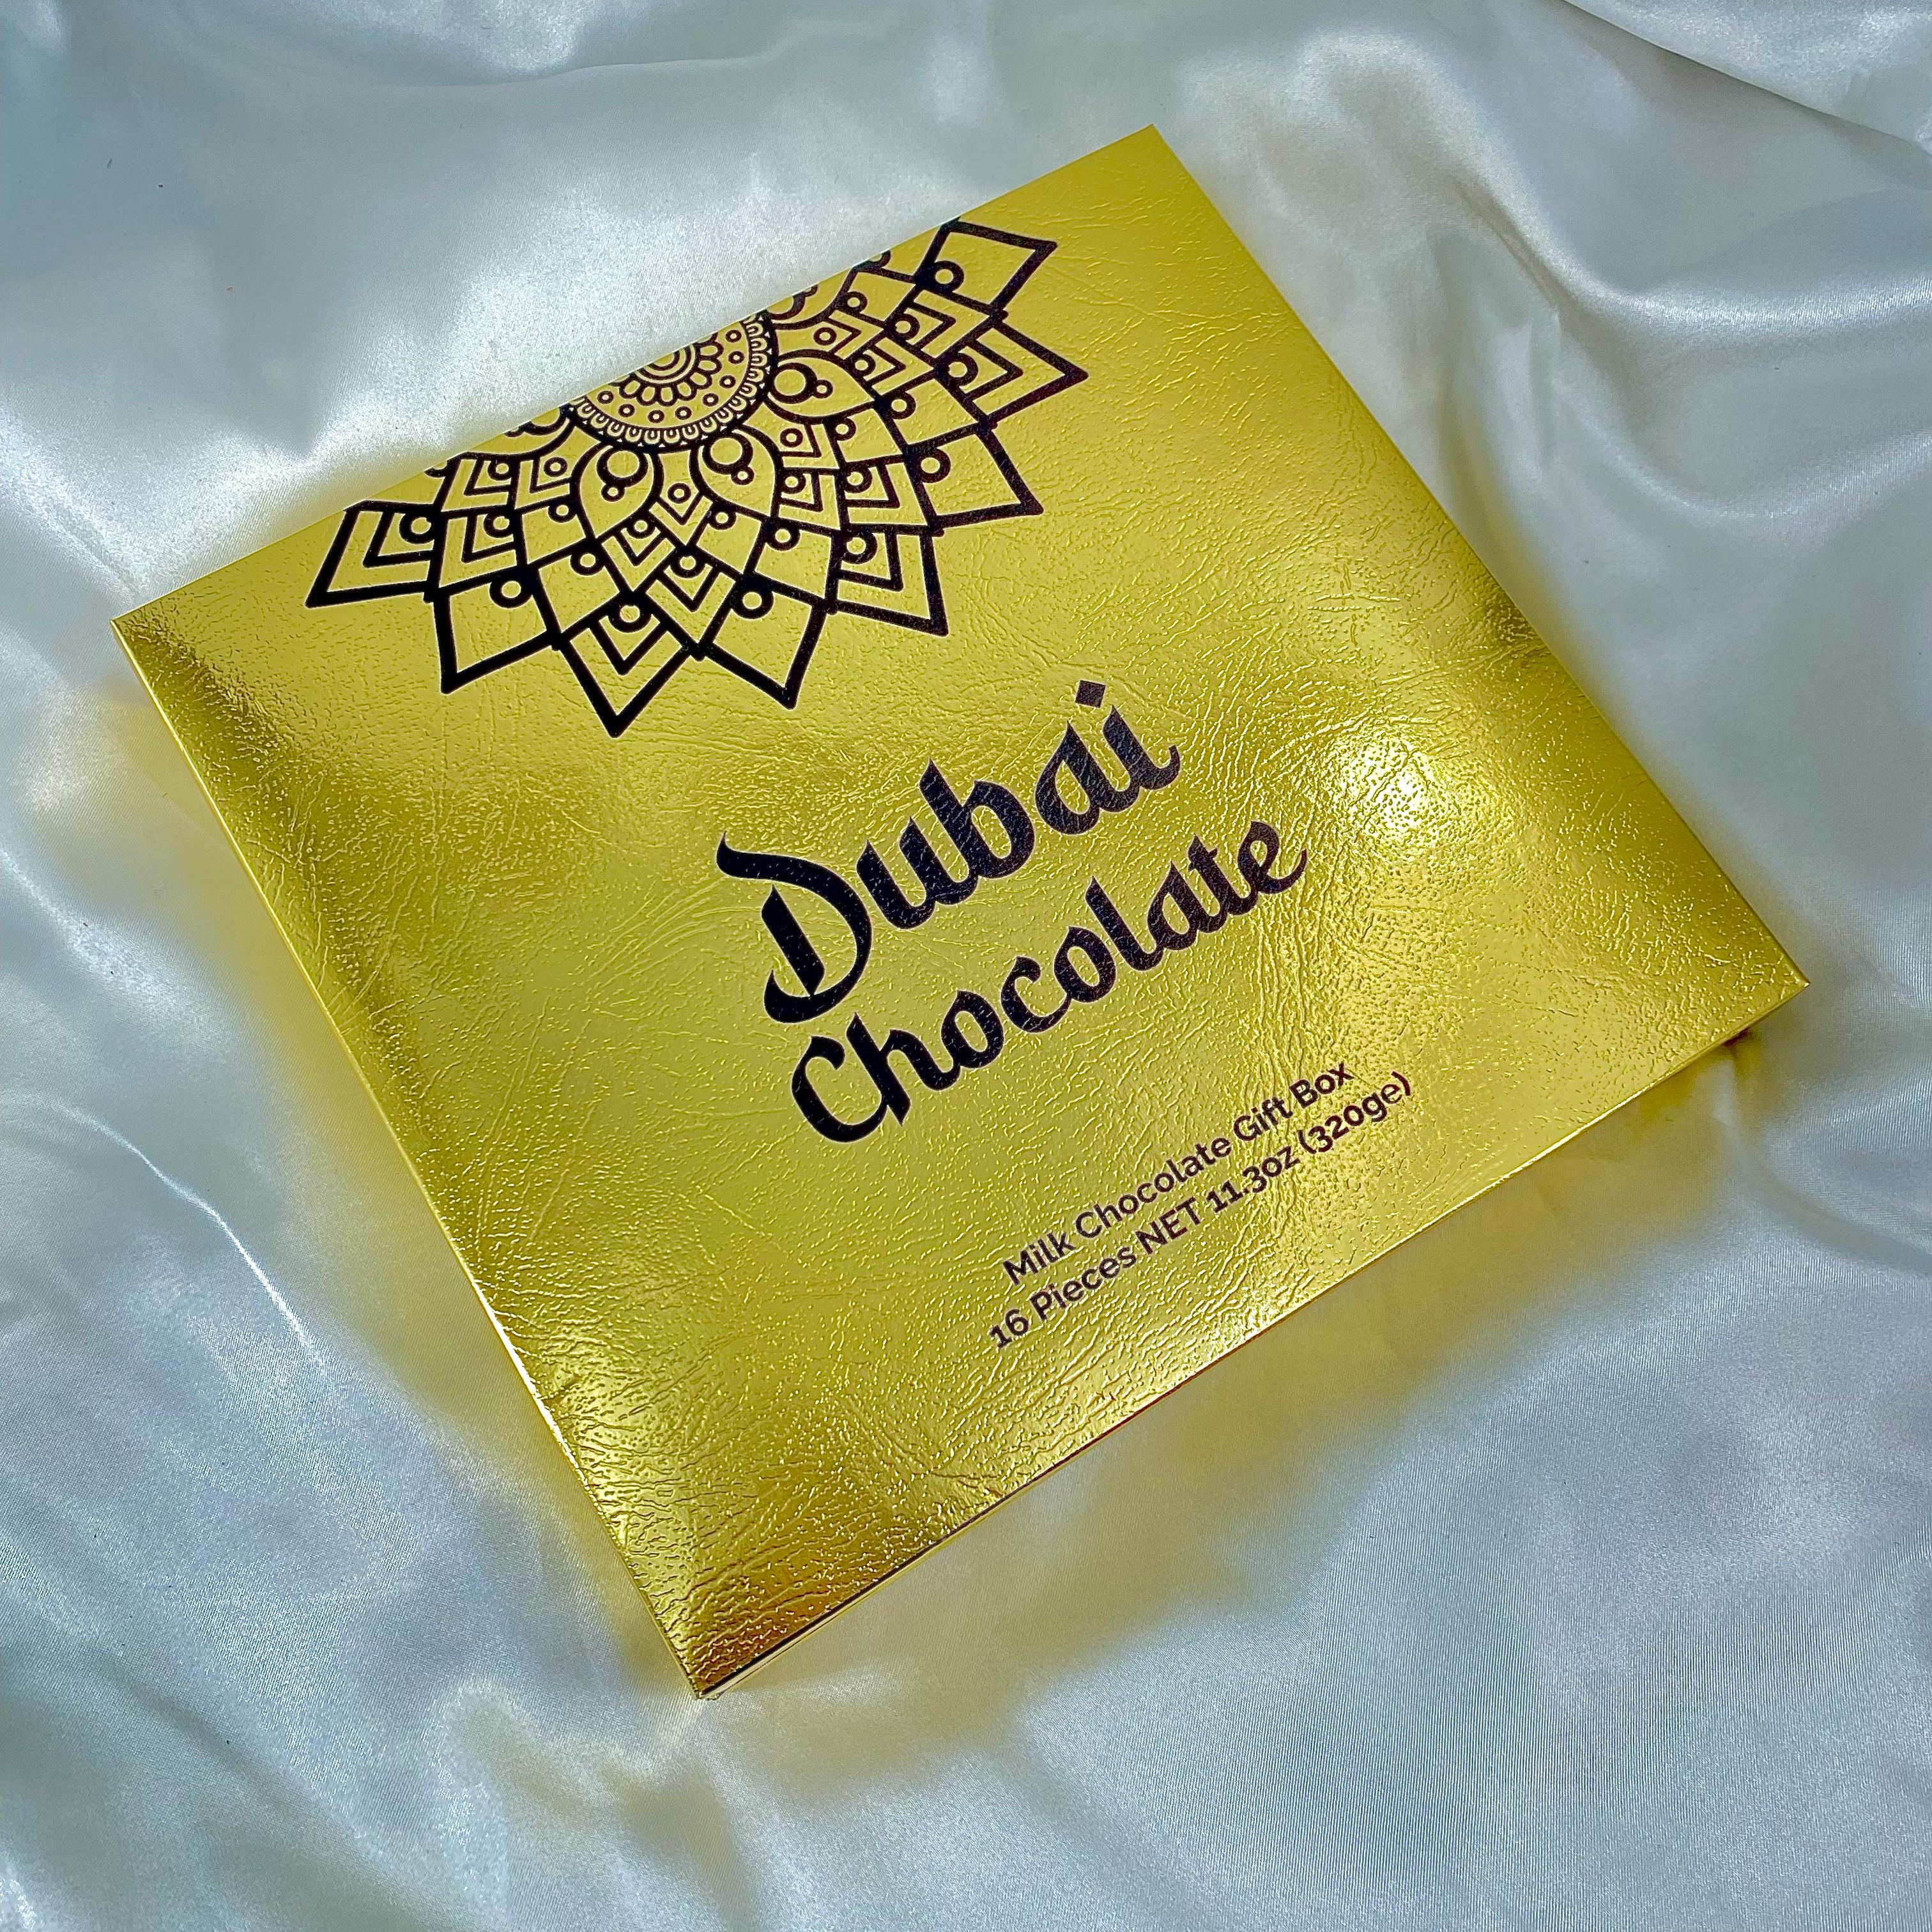 Dubai
Chocolate
Milk Chocolate Gift Box
16 Pieces NET 11.3oz (320ge)